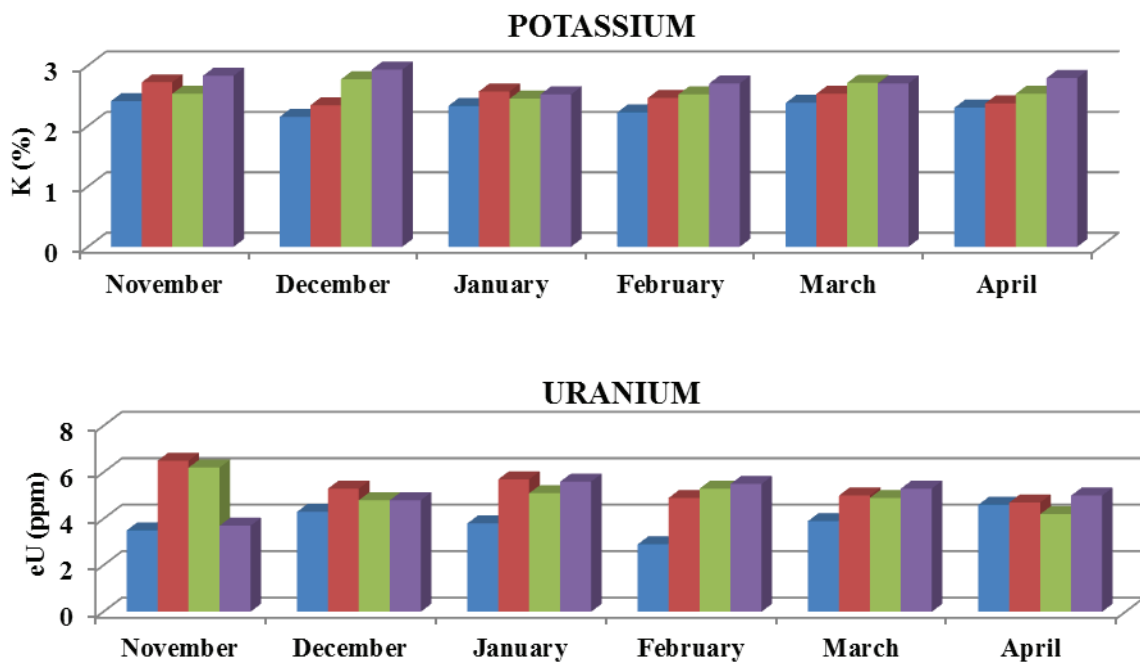 POTASSIUM
3
2
1
0
K (%)
November December January February March April
URANIUM
8
6
4
2
0
eU (ppm)
November December January February March April